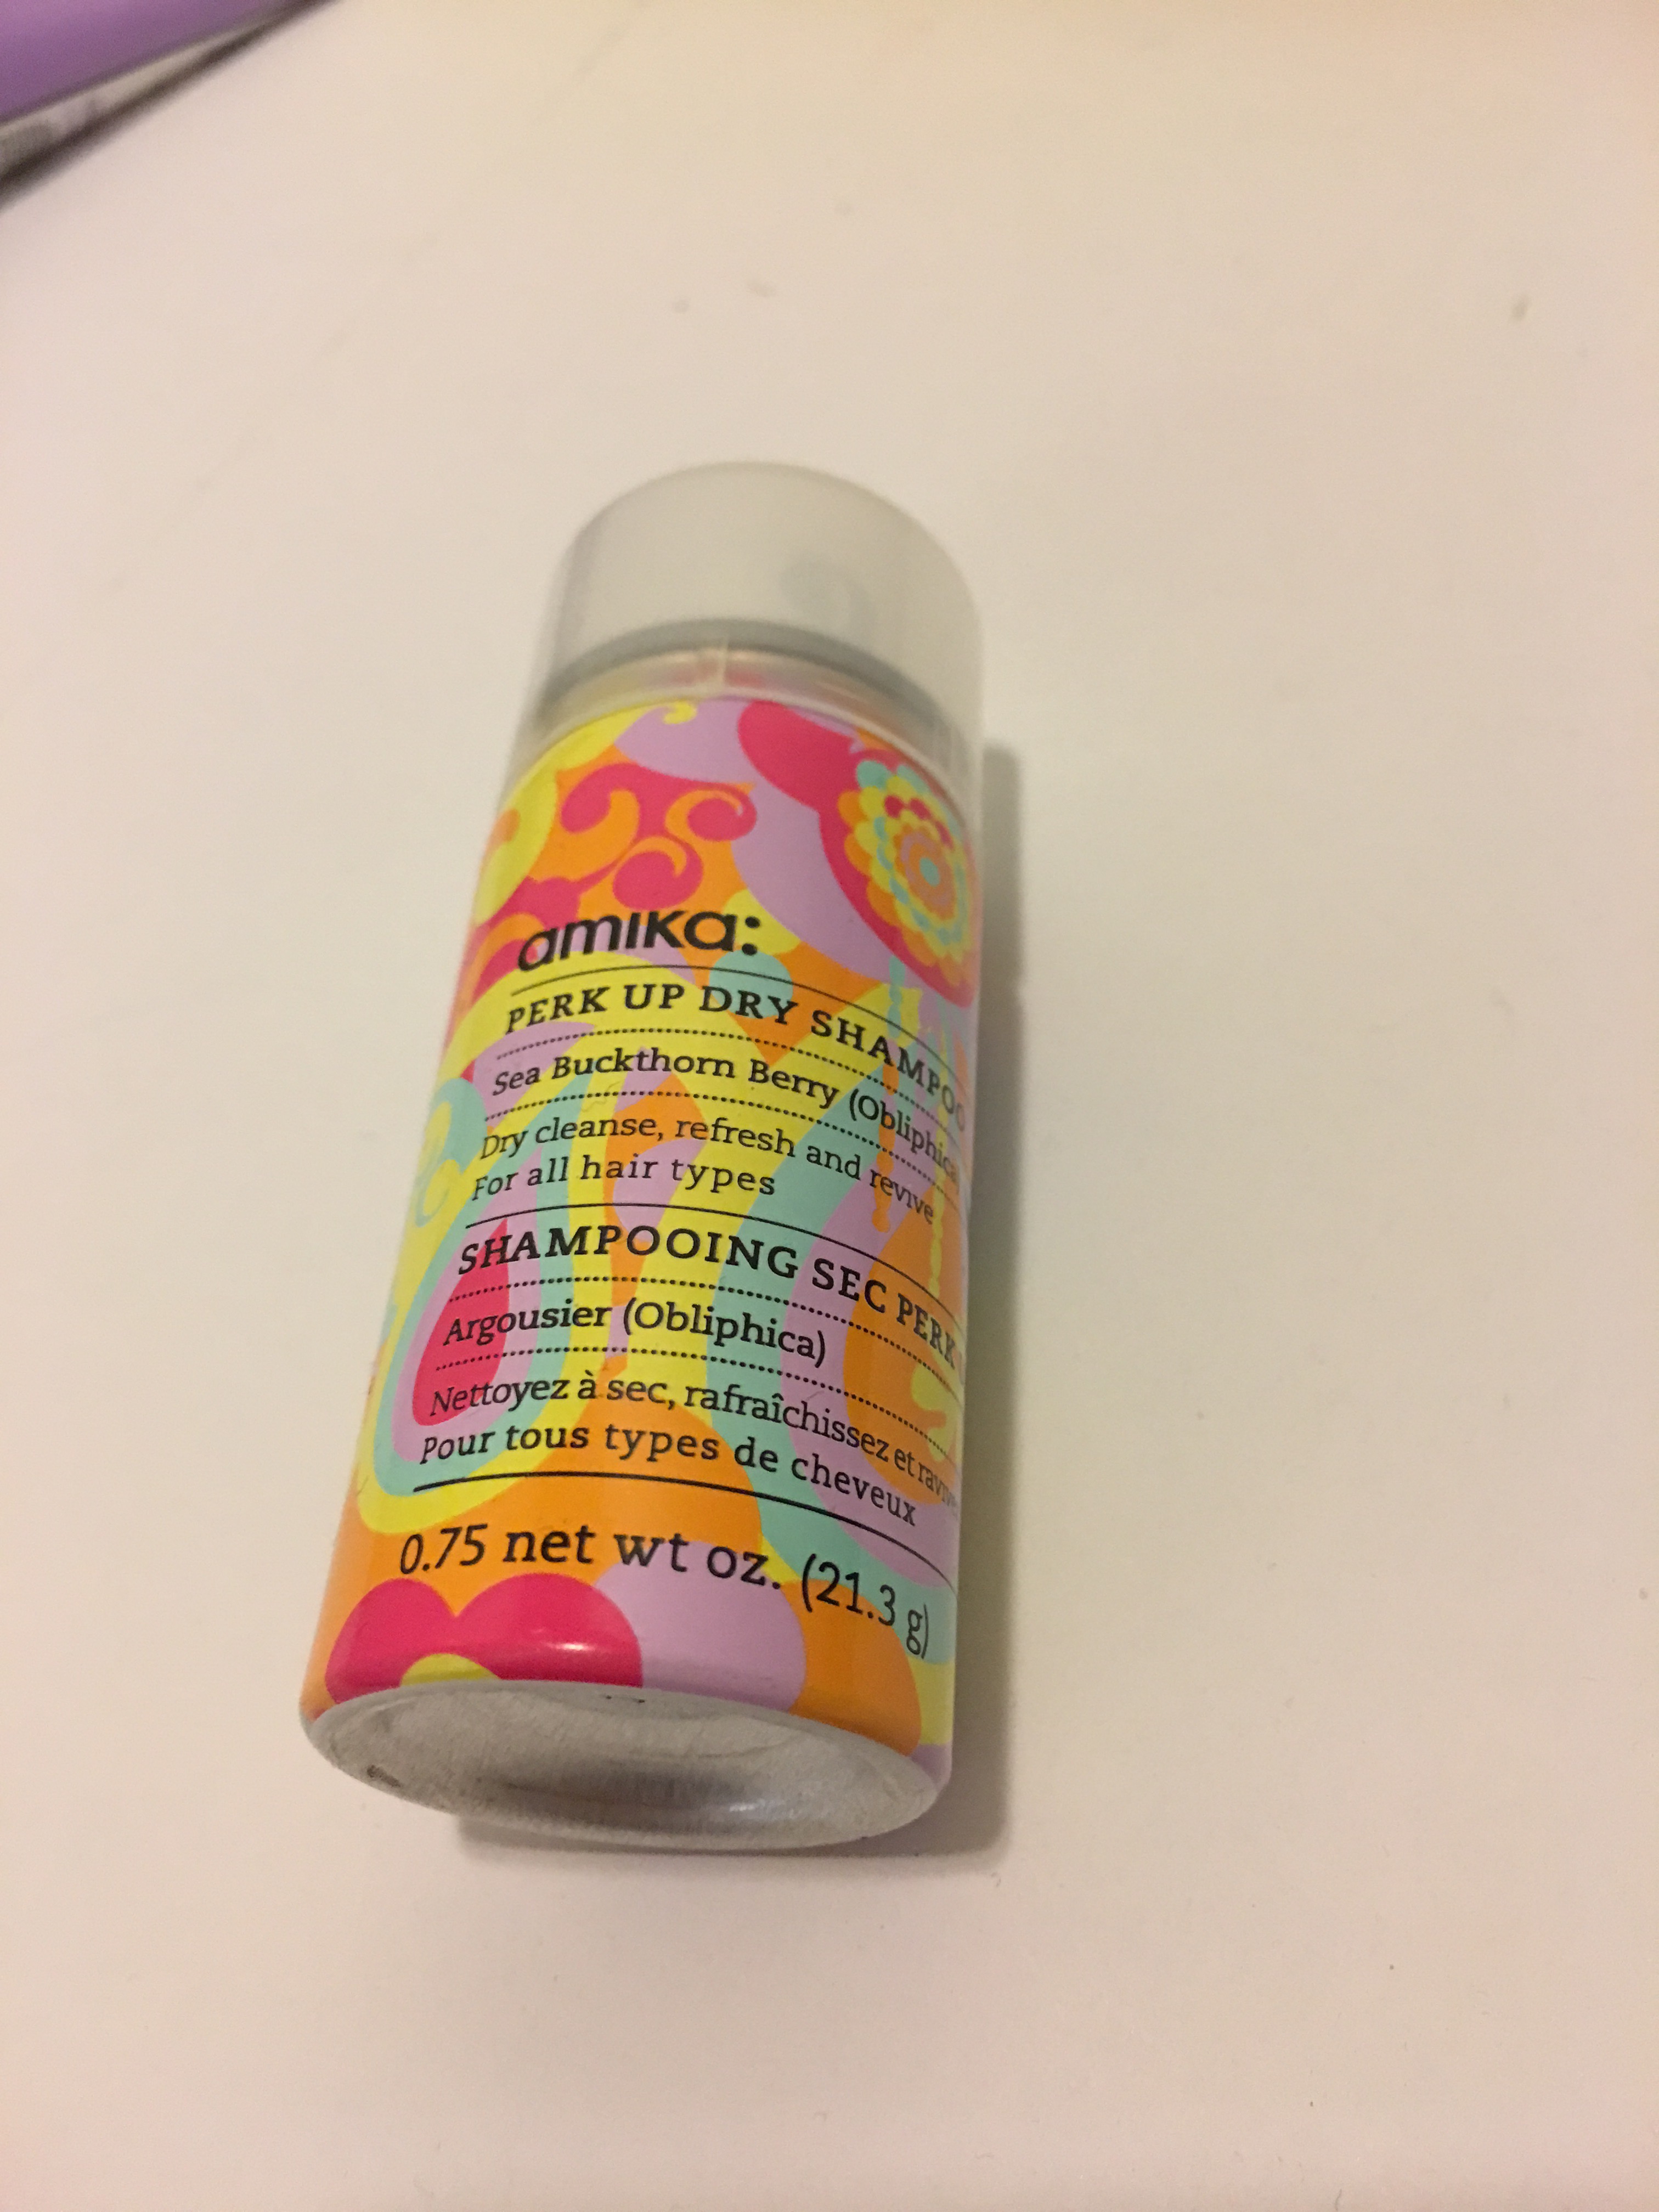 amika:
PERK UP DRY SHAMPOO
Sea Buckthorn Berry (Obliphica
Dry cleanse, refresh and revive
For all hair types
SHAMPOOING SEC PERK
Argousier (Obliphica)
Nettoyez à sec, rafraîchissez et
Pour tous types de cheveux
0.75 net wt oz. (21.3 g)